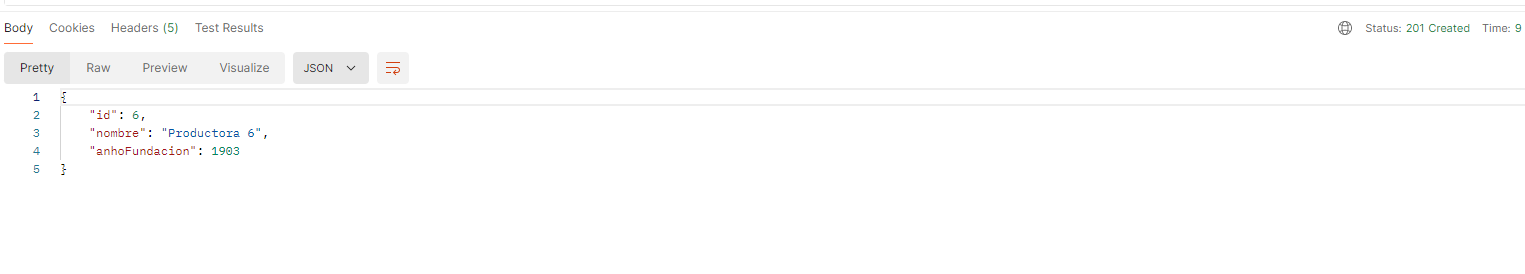 Body Cookies Headers (5) Test Results Status: 201 Created Time: 9
Pretty Raw Preview Visualize JSON
1 {
2 "id": 6,
3 "nombre": "Productora 6",
4 "anhoFundacion": 1903
5 }